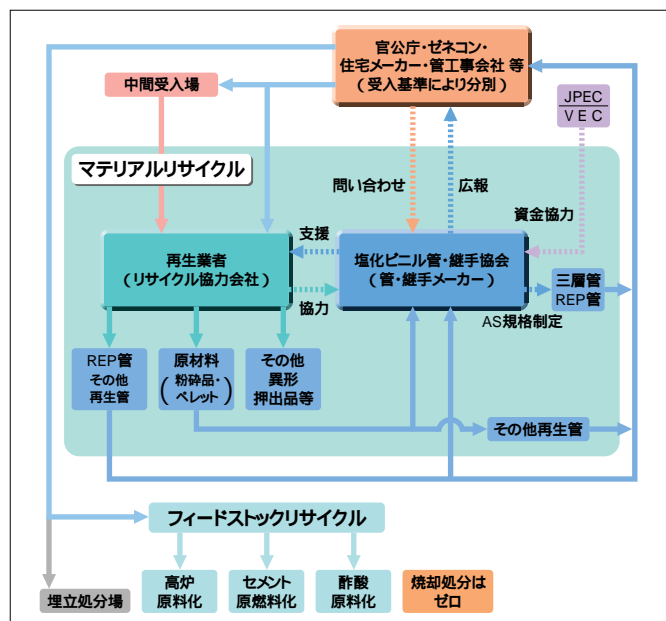 官公庁・ゼネコン・
住宅メーカー・管工事会社 等
(受入基準により分別)
中間受入場
JPEC
VEC
マテリアルリサイクル
問い合わせ
広報
資金協力
再生業者
(リサイクル協力会社)
支援
協力
塩化ビニル管・継手協会
(管・継手メーカー)
AS規格制定
三層管
REP管
REP管
その他
再生管
原材料
(粉砕品・
ペレット)
その他
異形
押出品等
その他再生管
フィードストックリサイクル
埋立処分場
高炉
原料化
セメント
原燃料化
酢酸
原料化
焼却処分は
ゼロ